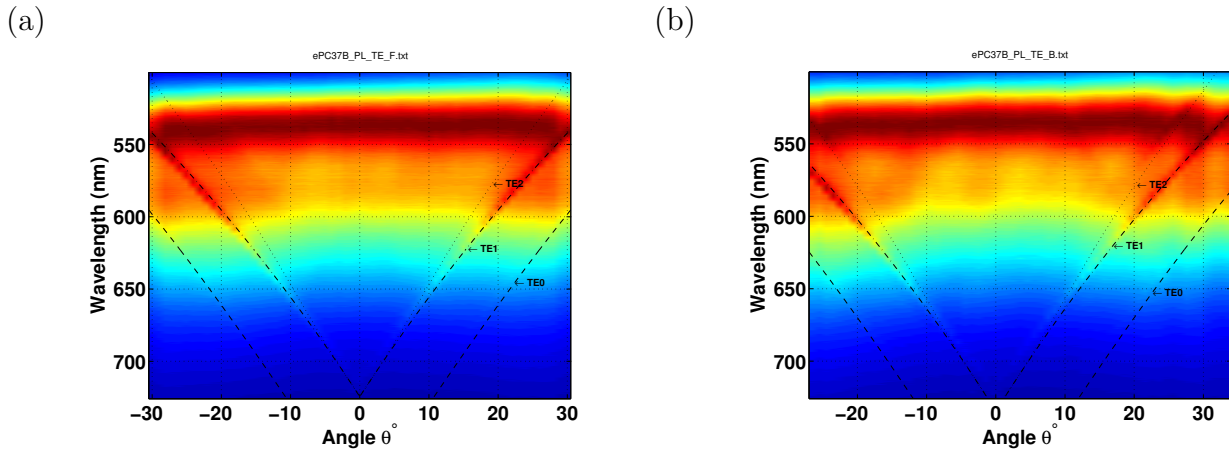 (a)
ePC37B_PL_TE_F.txt
Wavelength (nm)
550
600
650
700
← TE2
← TE1
← TE0
−30 −20 −10 0 10 20 30
Angle θ°
(b)
ePC37B_PL_TE_B.txt
Wavelength (nm)
550
600
650
700
← TE2
← TE1
← TE0
−20 −10 0 10 20 30
Angle θ°